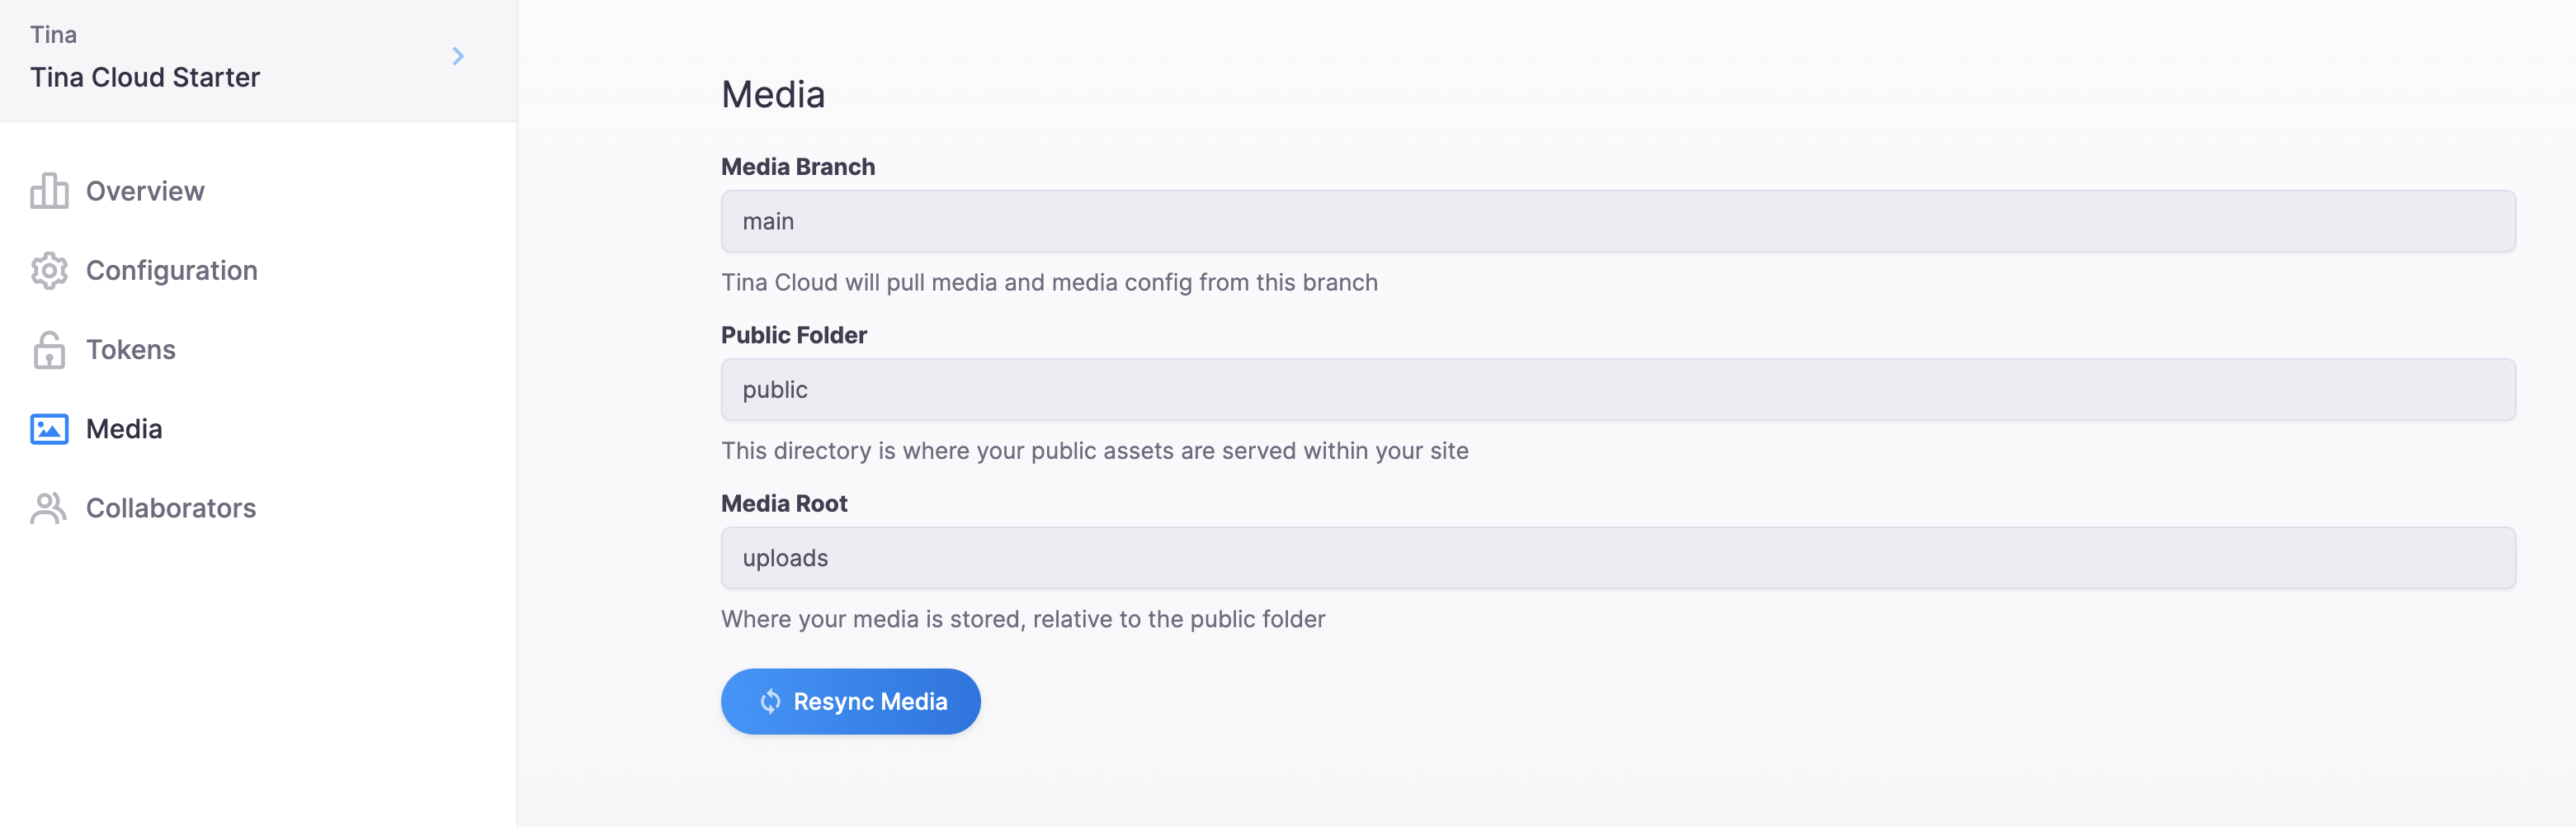 Tina
Tina Cloud Starter
Overview
Configuration
Tokens
Media
Collaborators
Media
Media Branch
main
Tina Cloud will pull media and media config from this branch
Public Folder
public
This directory is where your public assets are served within your site
Media Root
uploads
Where your media is stored, relative to the public folder
Resync Media